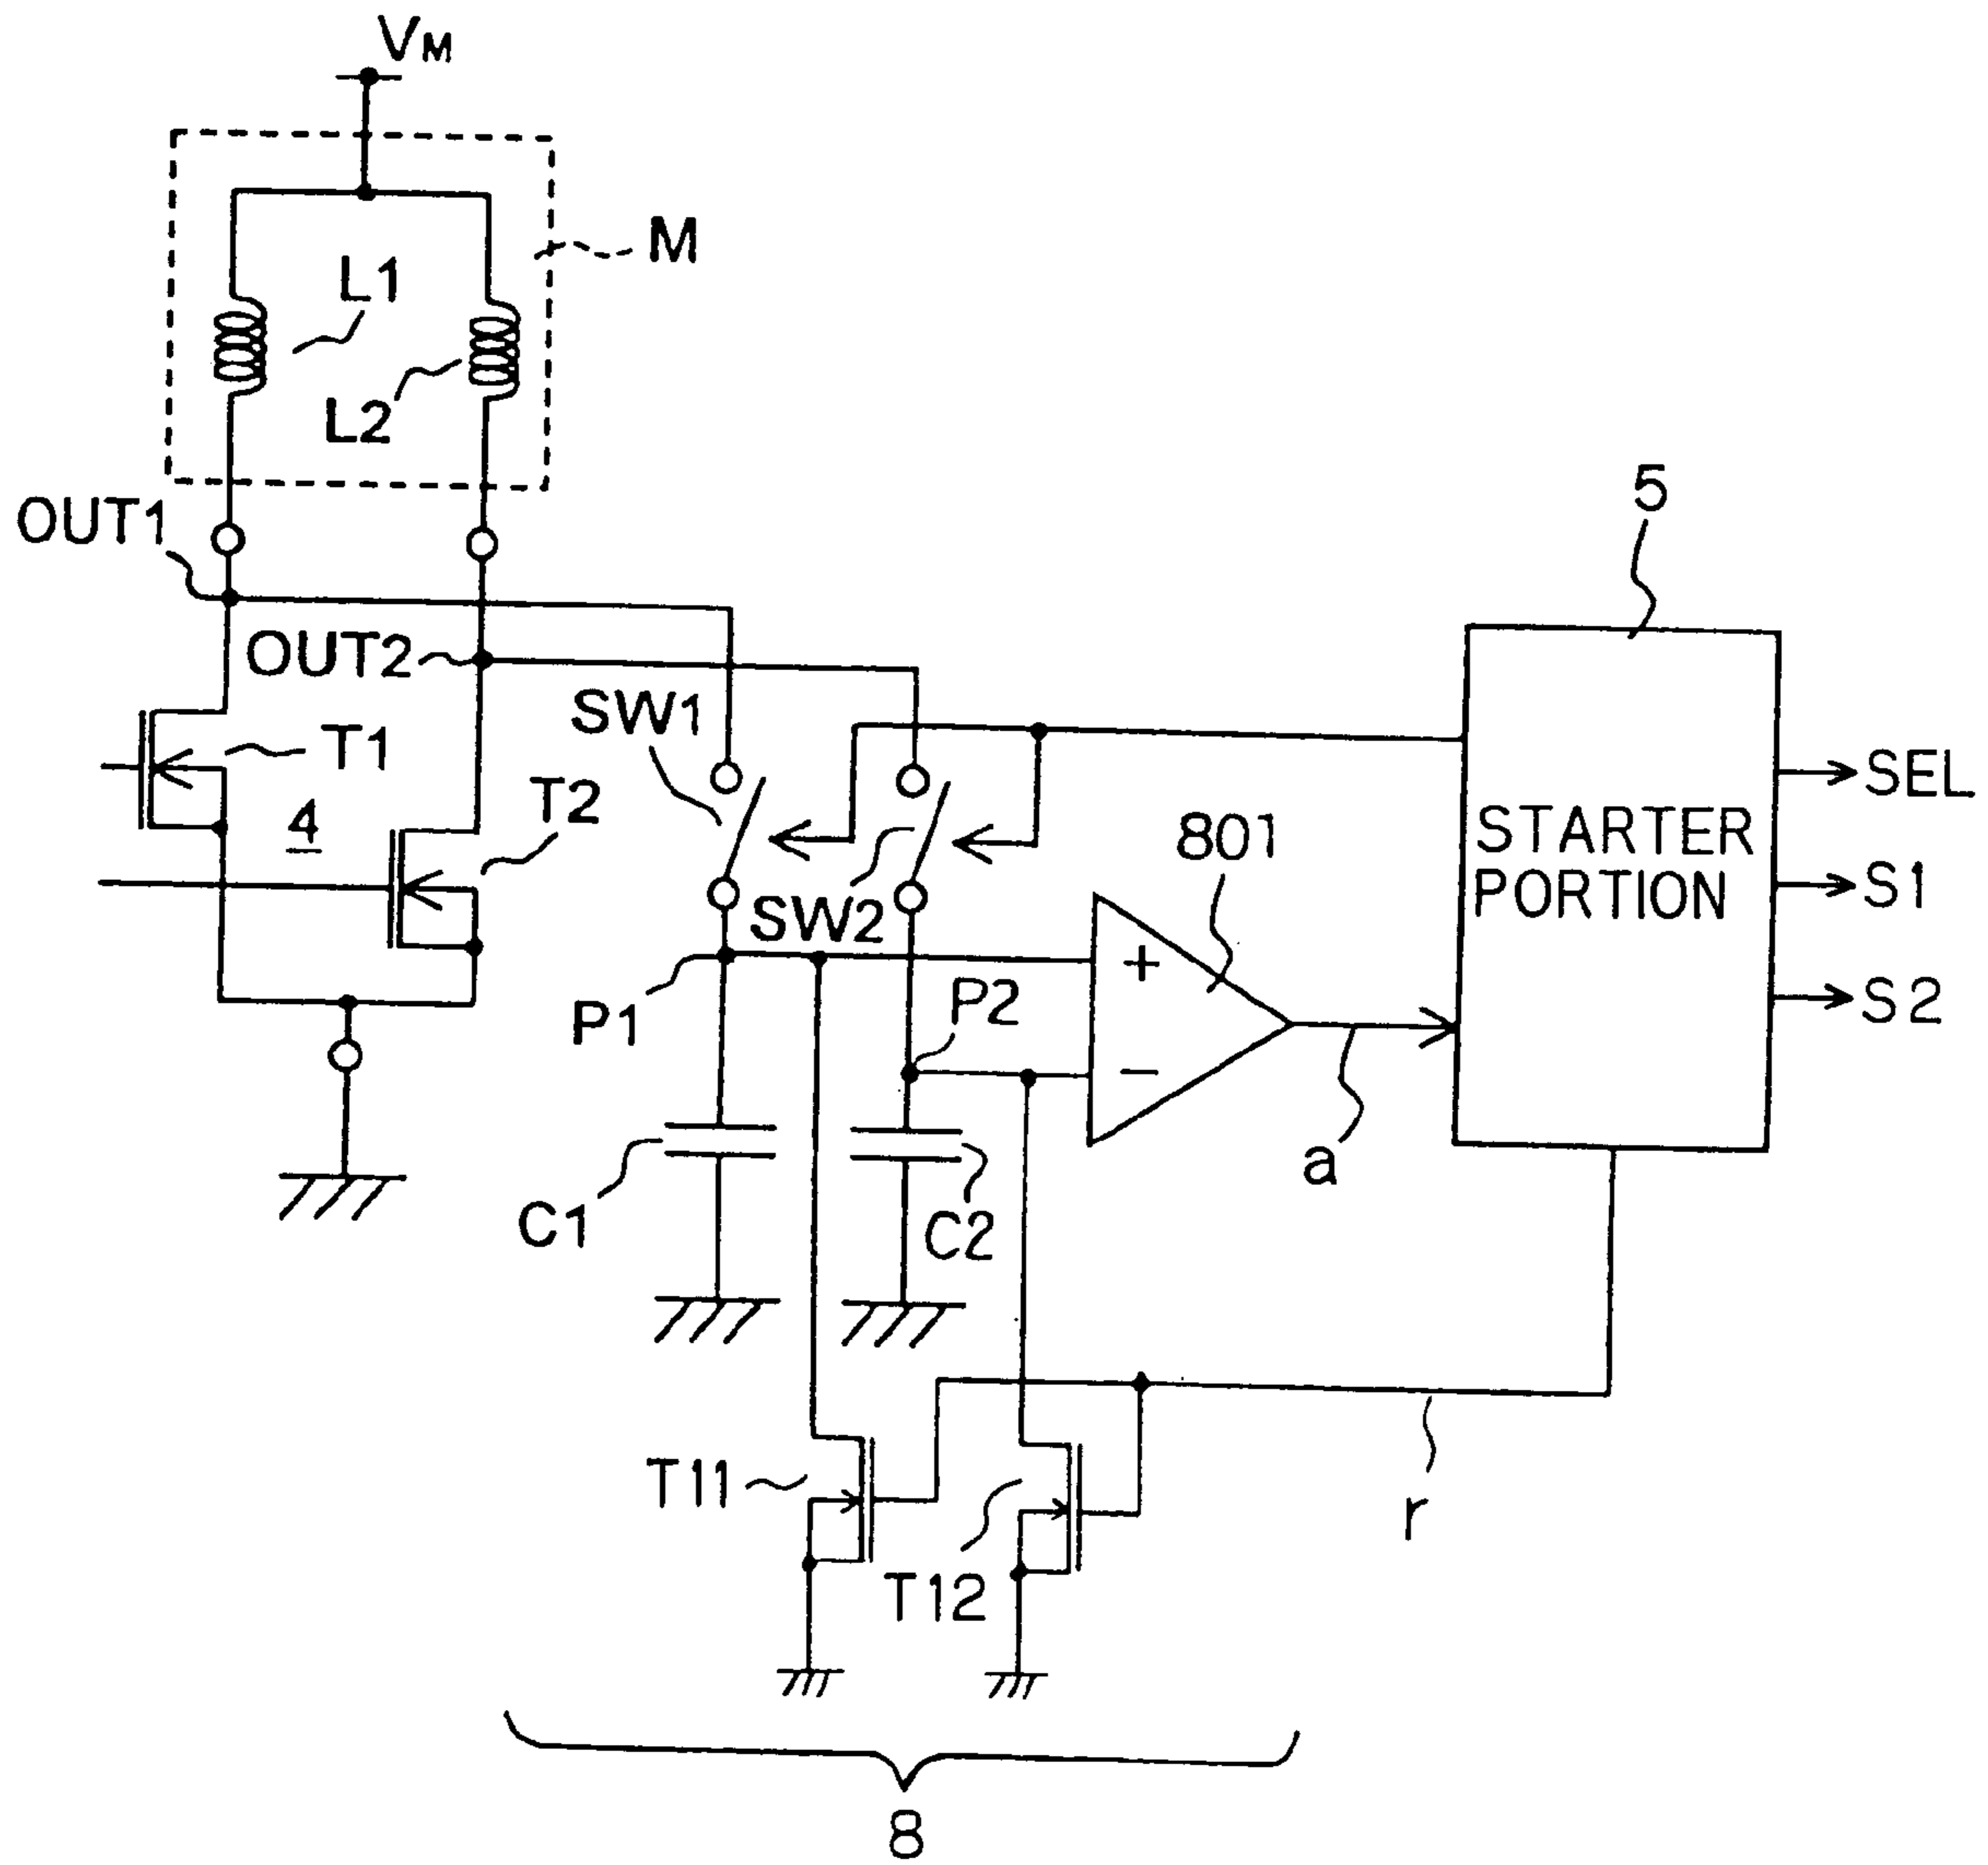 VM
M
L1
L2
OUT1
5
OUT2
SW1
T1
SEL
T2
4
801
STARTER
PORTION
S1
SW2
+
P2
S2
P1
−
a
C1
C2
T11
r
T12
8